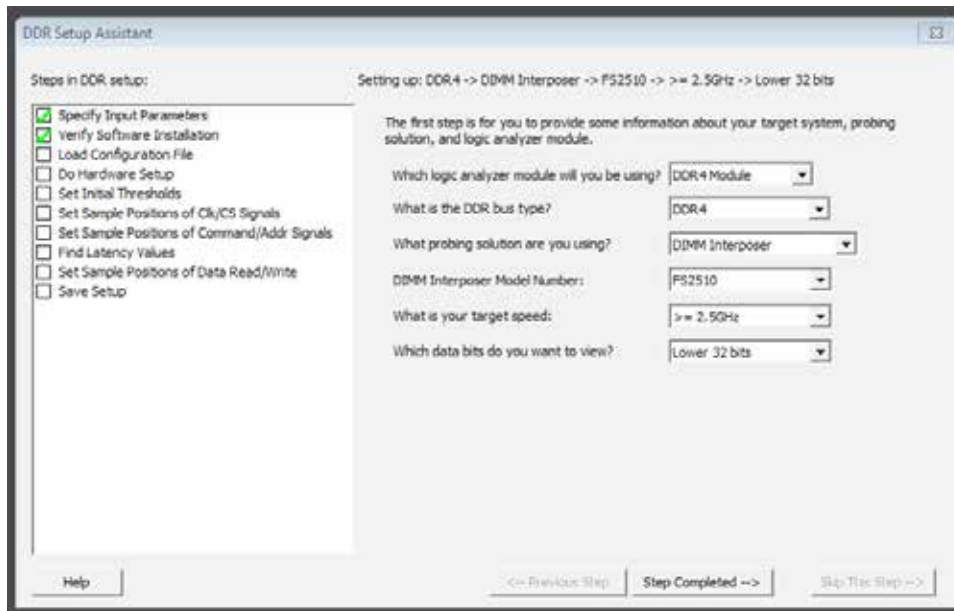 DDR Setup Assistant
Steps in DDR setup:
Specify Input Parameters
Verify Software Installation
Load Configuration File
Do Hardware Setup
Set Initial Thresholds
Set Sample Positions of Clk/CS Signals
Set Sample Positions of Command/Addr Signals
Find Latency Values
Set Sample Positions of Data Read/Write
Save Setup
Setting up: DDR4 -> DIMM Interposer -> FS2510 -> >= 2.5GHz -> Lower 32 bits
The first step is for you to provide some information about your target system, probing
solution, and logic analyzer module.
Which logic analyzer module will you be using? DDR4 Module
What is the DDR bus type? DDR4
What probing solution are you using? DIMM Interposer
DIMM Interposer Model Number: FS2510
What is your target speed: >= 2.5GHz
Which data bits do you want to view? Lower 32 bits
Help
<-- Previous Step
Step Completed -->
Skip This Step -->